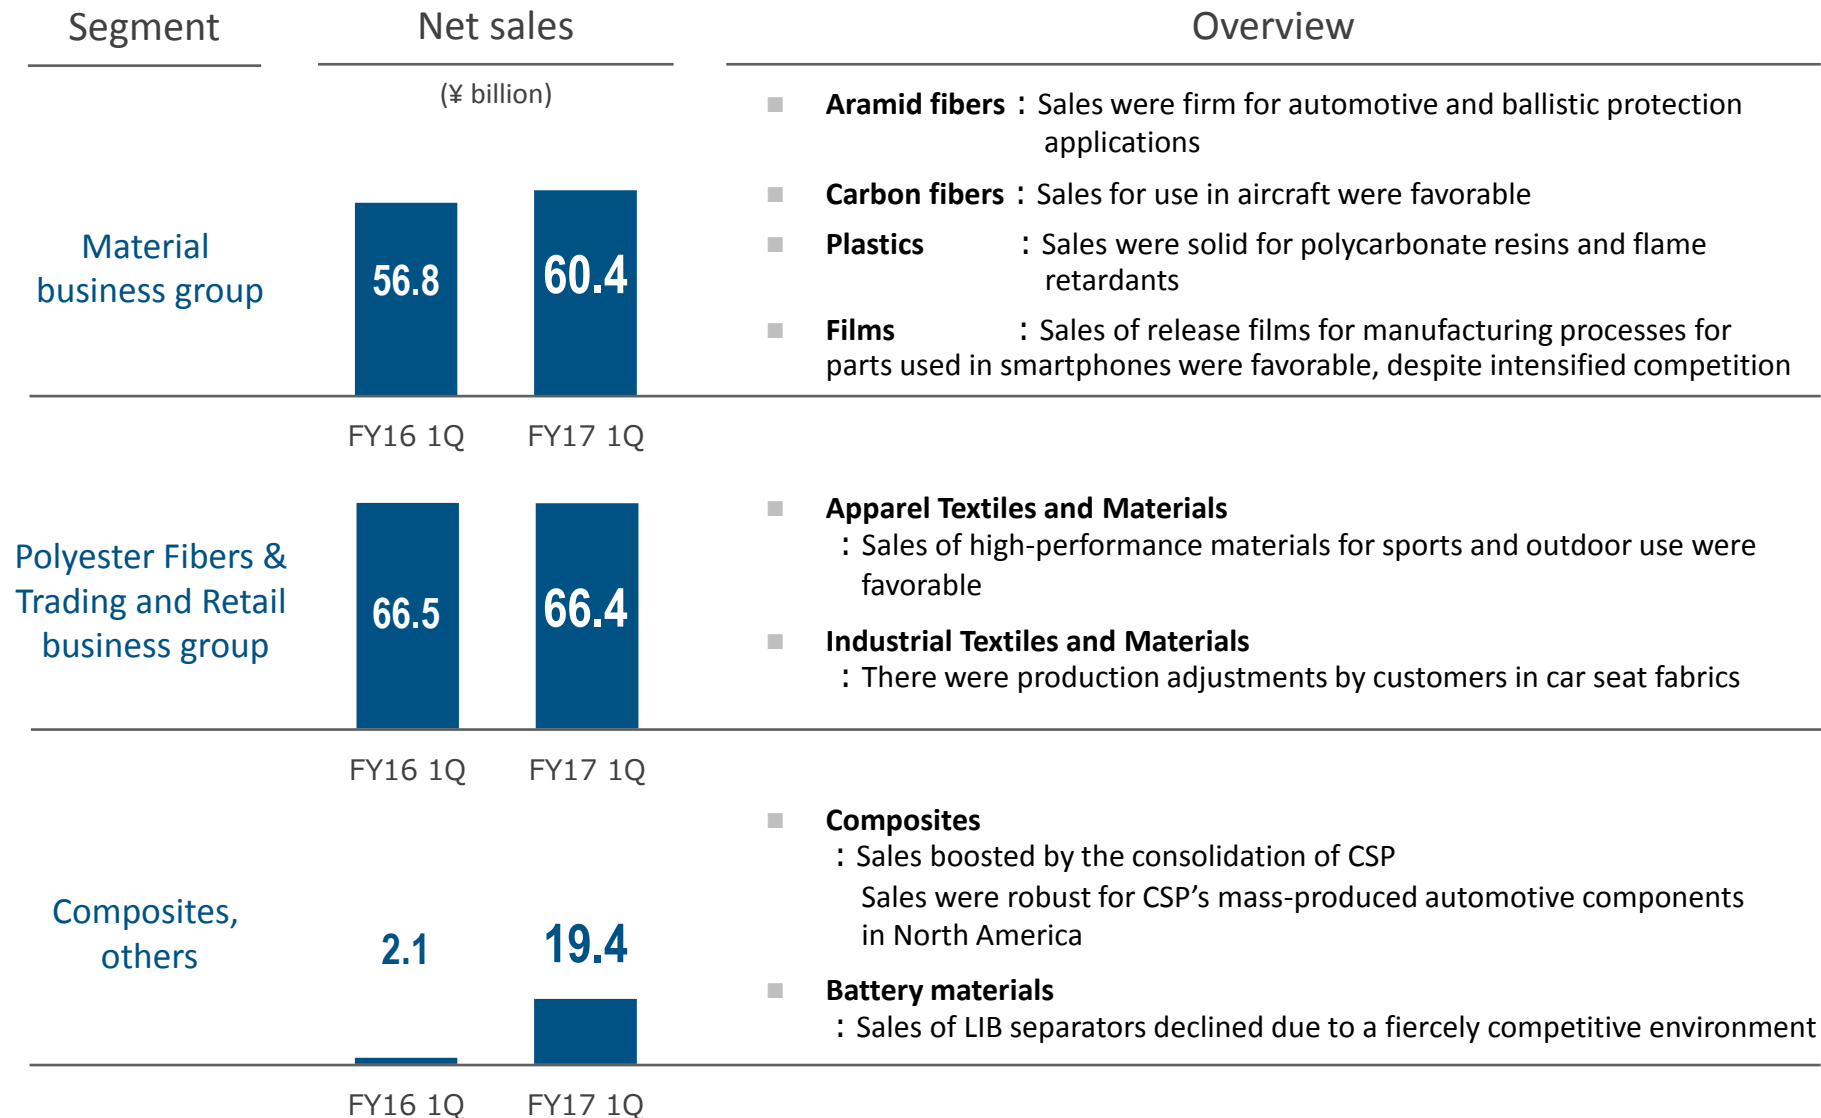 Segment
Net sales
Overview
(¥ billion)
Material
business group
56.8
60.4
FY16 1Q
FY17 1Q
■ Aramid fibers：Sales were firm for automotive and ballistic protection
applications
■ Carbon fibers：Sales for use in aircraft were favorable
■ Plastics ：Sales were solid for polycarbonate resins and flame
retardants
■ Films ：Sales of release films for manufacturing processes for
parts used in smartphones were favorable, despite intensified competition
Polyester Fibers &
Trading and Retail
business group
66.5
66.4
FY16 1Q
FY17 1Q
■ Apparel Textiles and Materials
：Sales of high-performance materials for sports and outdoor use were
favorable
■ Industrial Textiles and Materials
：There were production adjustments by customers in car seat fabrics
Composites,
others
2.1
19.4
FY16 1Q
FY17 1Q
■ Composites
：Sales boosted by the consolidation of CSP
Sales were robust for CSP’s mass-produced automotive components
in North America
■ Battery materials
：Sales of LIB separators declined due to a fiercely competitive environment